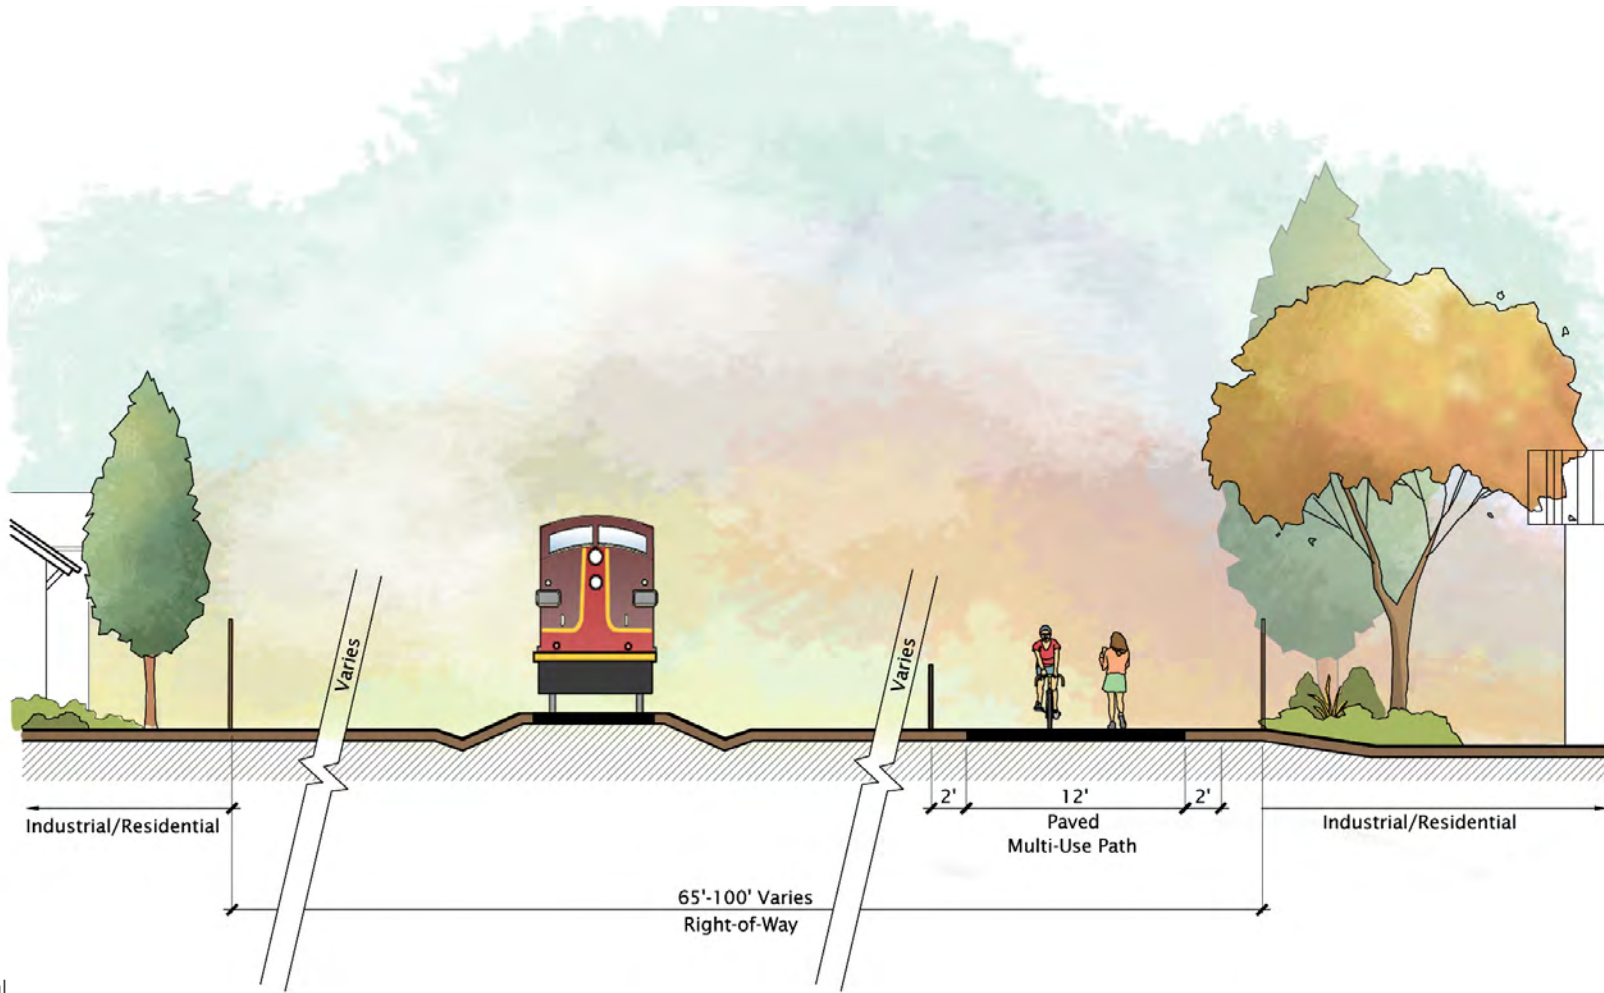 Varies
Varies
2'
12'
2'
Industrial/Residential
Paved
Multi-Use Path
Industrial/Residential
65'-100' Varies
Right-of-Way